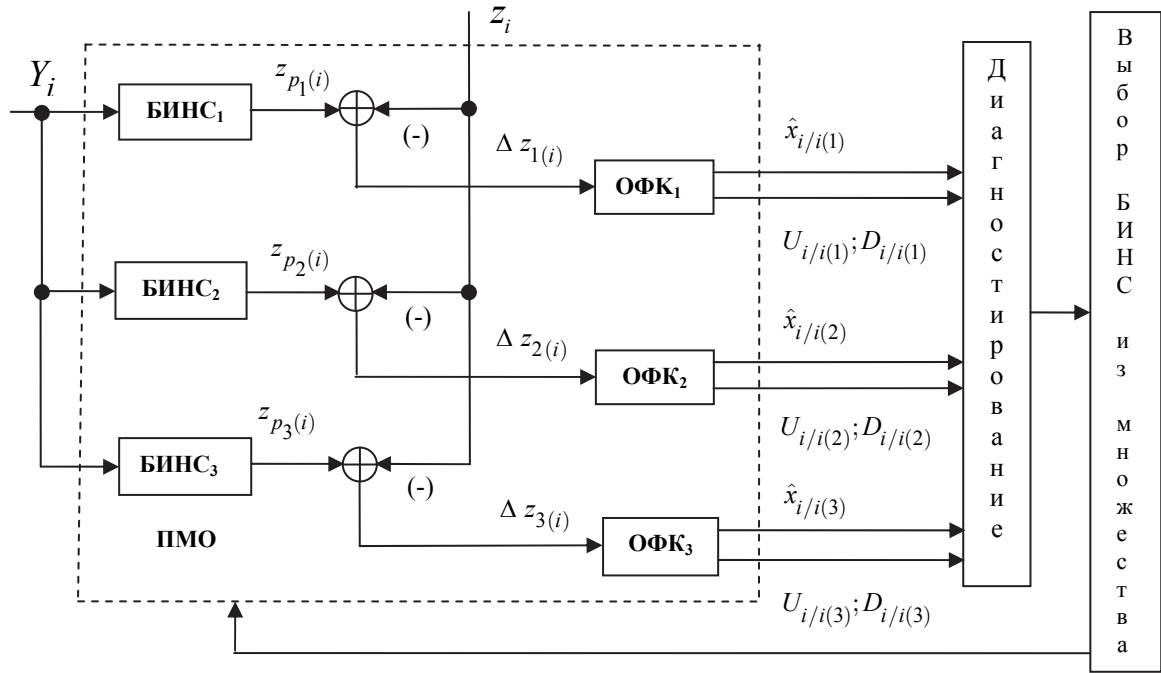 z_i
Y_i
БИНС₁
z_{p_1(i)}
(-)
Δ z_{1(i)}
ОФК₁
x̂_{i/i(1)}
U_{i/i(1)}; D_{i/i(1)}
БИНС₂
z_{p_2(i)}
(-)
Δ z_{2(i)}
ОФК₂
x̂_{i/i(2)}
U_{i/i(2)}; D_{i/i(2)}
БИНС₃
z_{p_3(i)}
(-)
Δ z_{3(i)}
ОФК₃
x̂_{i/i(3)}
U_{i/i(3)}; D_{i/i(3)}
ПМО
Диагностирование
Выбор БИНС из множества